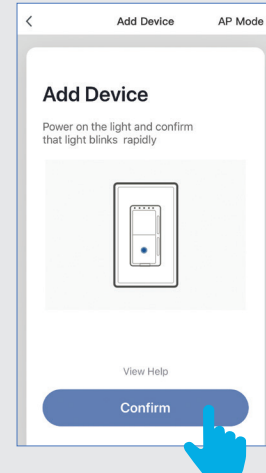 Add Device AP Mode
Add Device
Power on the light and confirm
that light blinks rapidly
View Help
Confirm